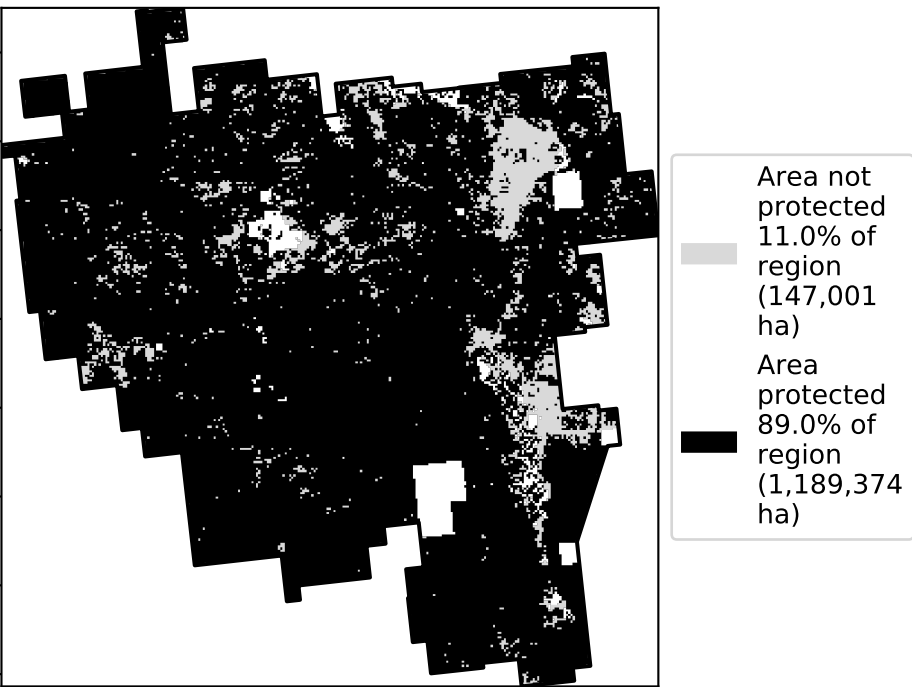 Area not
protected
11.0% of
region
(147,001
ha)
Area
protected
89.0% of
region
(1,189,374
ha)